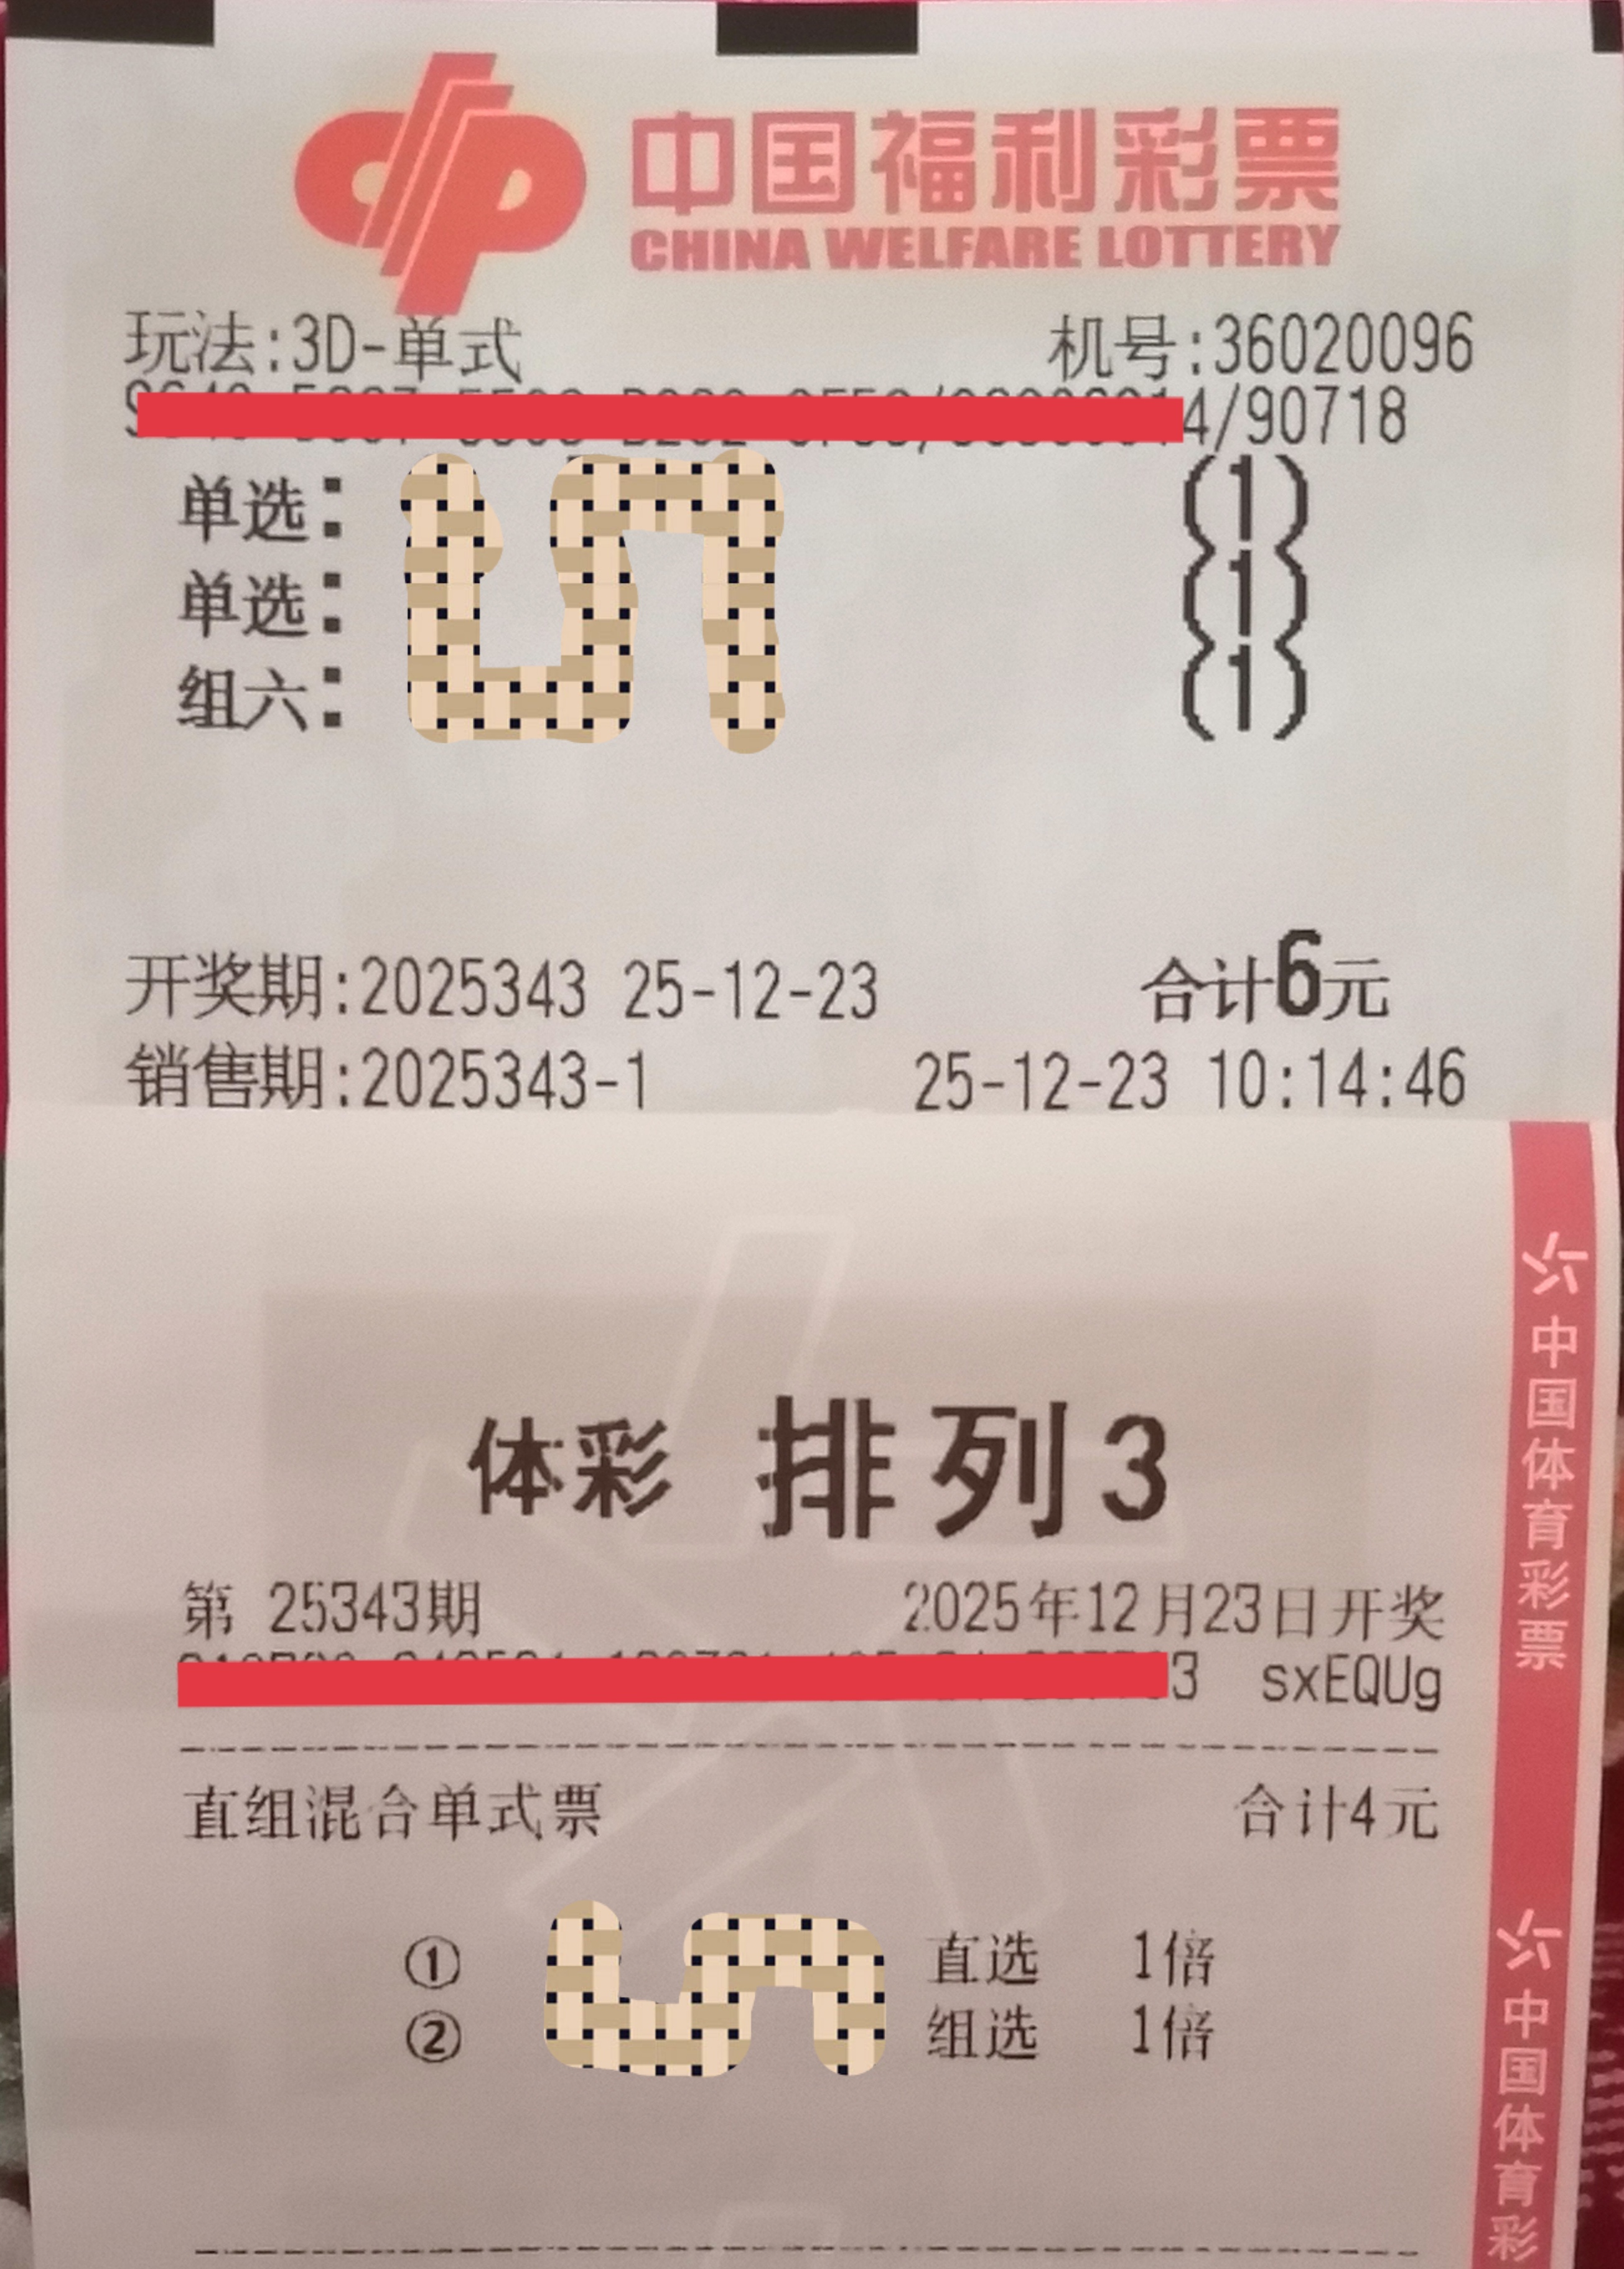 中国福利彩票
CHINA WELFARE LOTTERY
玩法:3D-单式 机号:36020096
4/90718
单选: (1)
单选: (1)
组六: (1)
开奖期:2025343 25-12-23 合计6元
销售期:2025343-1 25-12-23 10:14:46
体彩 排列3
第 25343期 2025年12月23日开奖
3 sxEQUg
直组混合单式票 合计4元
① 直选 1倍
② 组选 1倍
中国体育彩票
中国体育彩